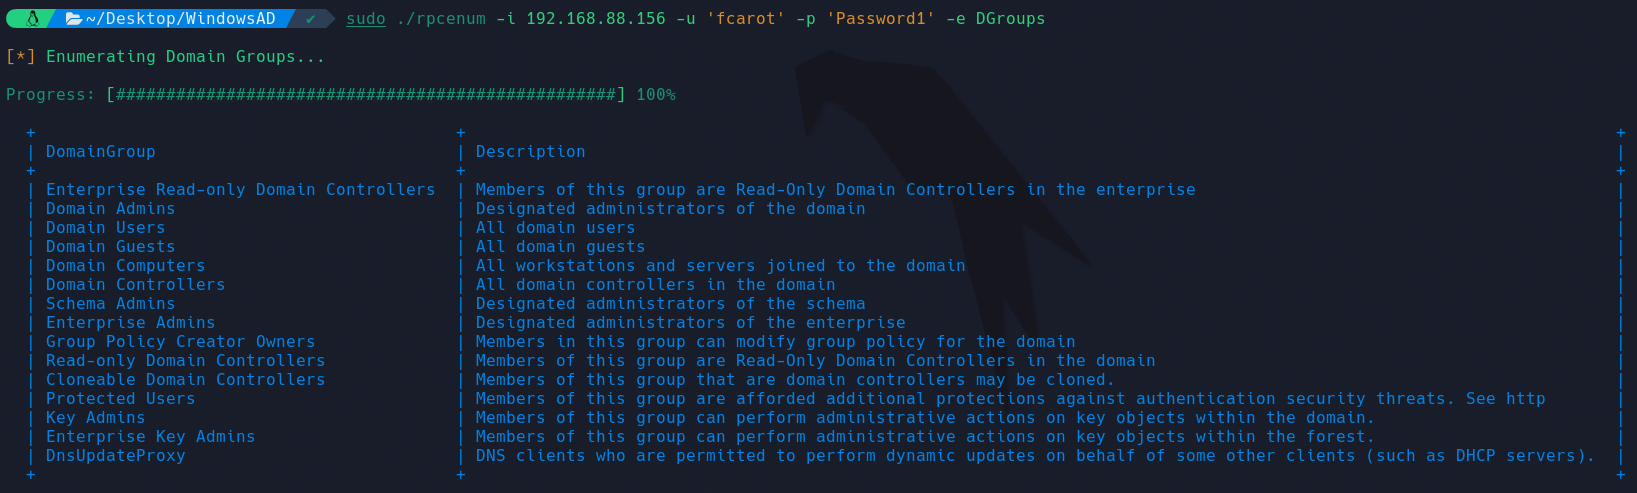 ~/Desktop/WindowsAD ✔ sudo ./rpcenum -i 192.168.88.156 -u 'fcarot' -p 'Password1' -e DGroups
[*] Enumerating Domain Groups...
Progress: [##################################################] 100%
+ + +
| DomainGroup | Description |
+ + +
| Enterprise Read-only Domain Controllers | Members of this group are Read-Only Domain Controllers in the enterprise |
| Domain Admins | Designated administrators of the domain |
| Domain Users | All domain users |
| Domain Guests | All domain guests |
| Domain Computers | All workstations and servers joined to the domain |
| Domain Controllers | All domain controllers in the domain |
| Schema Admins | Designated administrators of the schema |
| Enterprise Admins | Designated administrators of the enterprise |
| Group Policy Creator Owners | Members in this group can modify group policy for the domain |
| Read-only Domain Controllers | Members of this group are Read-Only Domain Controllers in the domain |
| Cloneable Domain Controllers | Members of this group that are domain controllers may be cloned. |
| Protected Users | Members of this group are afforded additional protections against authentication security threats. See http |
| Key Admins | Members of this group can perform administrative actions on key objects within the domain. |
| Enterprise Key Admins | Members of this group can perform administrative actions on key objects within the forest. |
| DnsUpdateProxy | DNS clients who are permitted to perform dynamic updates on behalf of some other clients (such as DHCP servers). |
+ + +